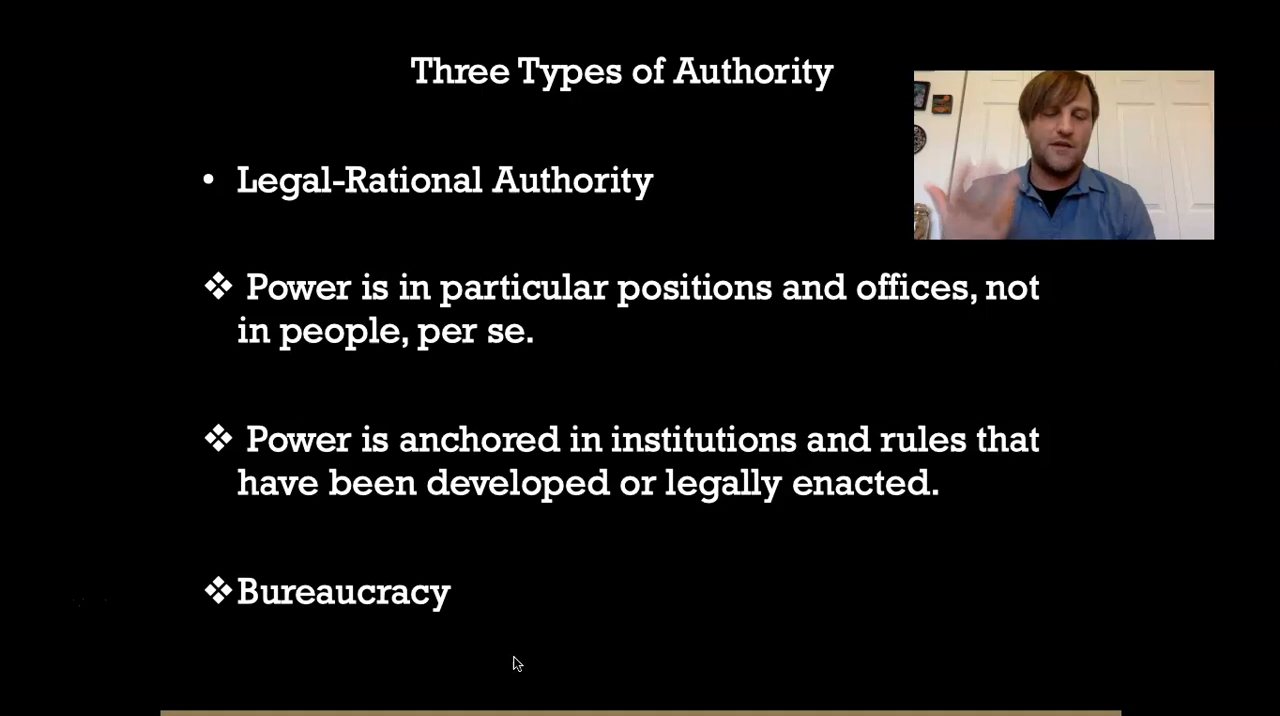 Three Types of Authority
• Legal-Rational Authority
❖ Power is in particular positions and offices, not
in people, per se.
❖ Power is anchored in institutions and rules that
have been developed or legally enacted.
❖Bureaucracy